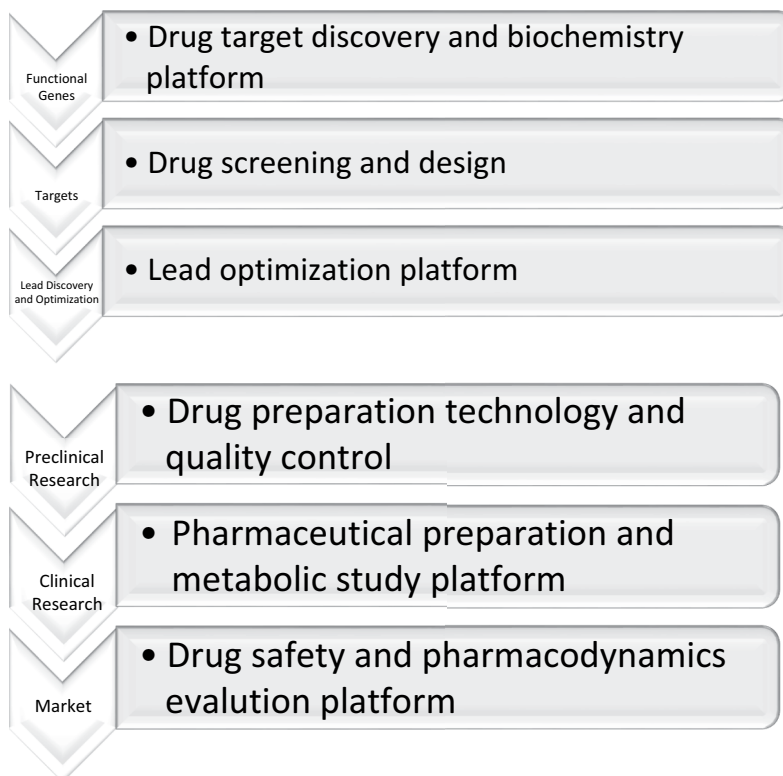 Functional
Genes
• Drug target discovery and biochemistry
platform
Targets
• Drug screening and design
Lead Discovery
and Optimization
• Lead optimization platform
Preclinical
Research
• Drug preparation technology and
quality control
Clinical
Research
• Pharmaceutical preparation and
metabolic study platform
Market
• Drug safety and pharmacodynamics
evalution platform